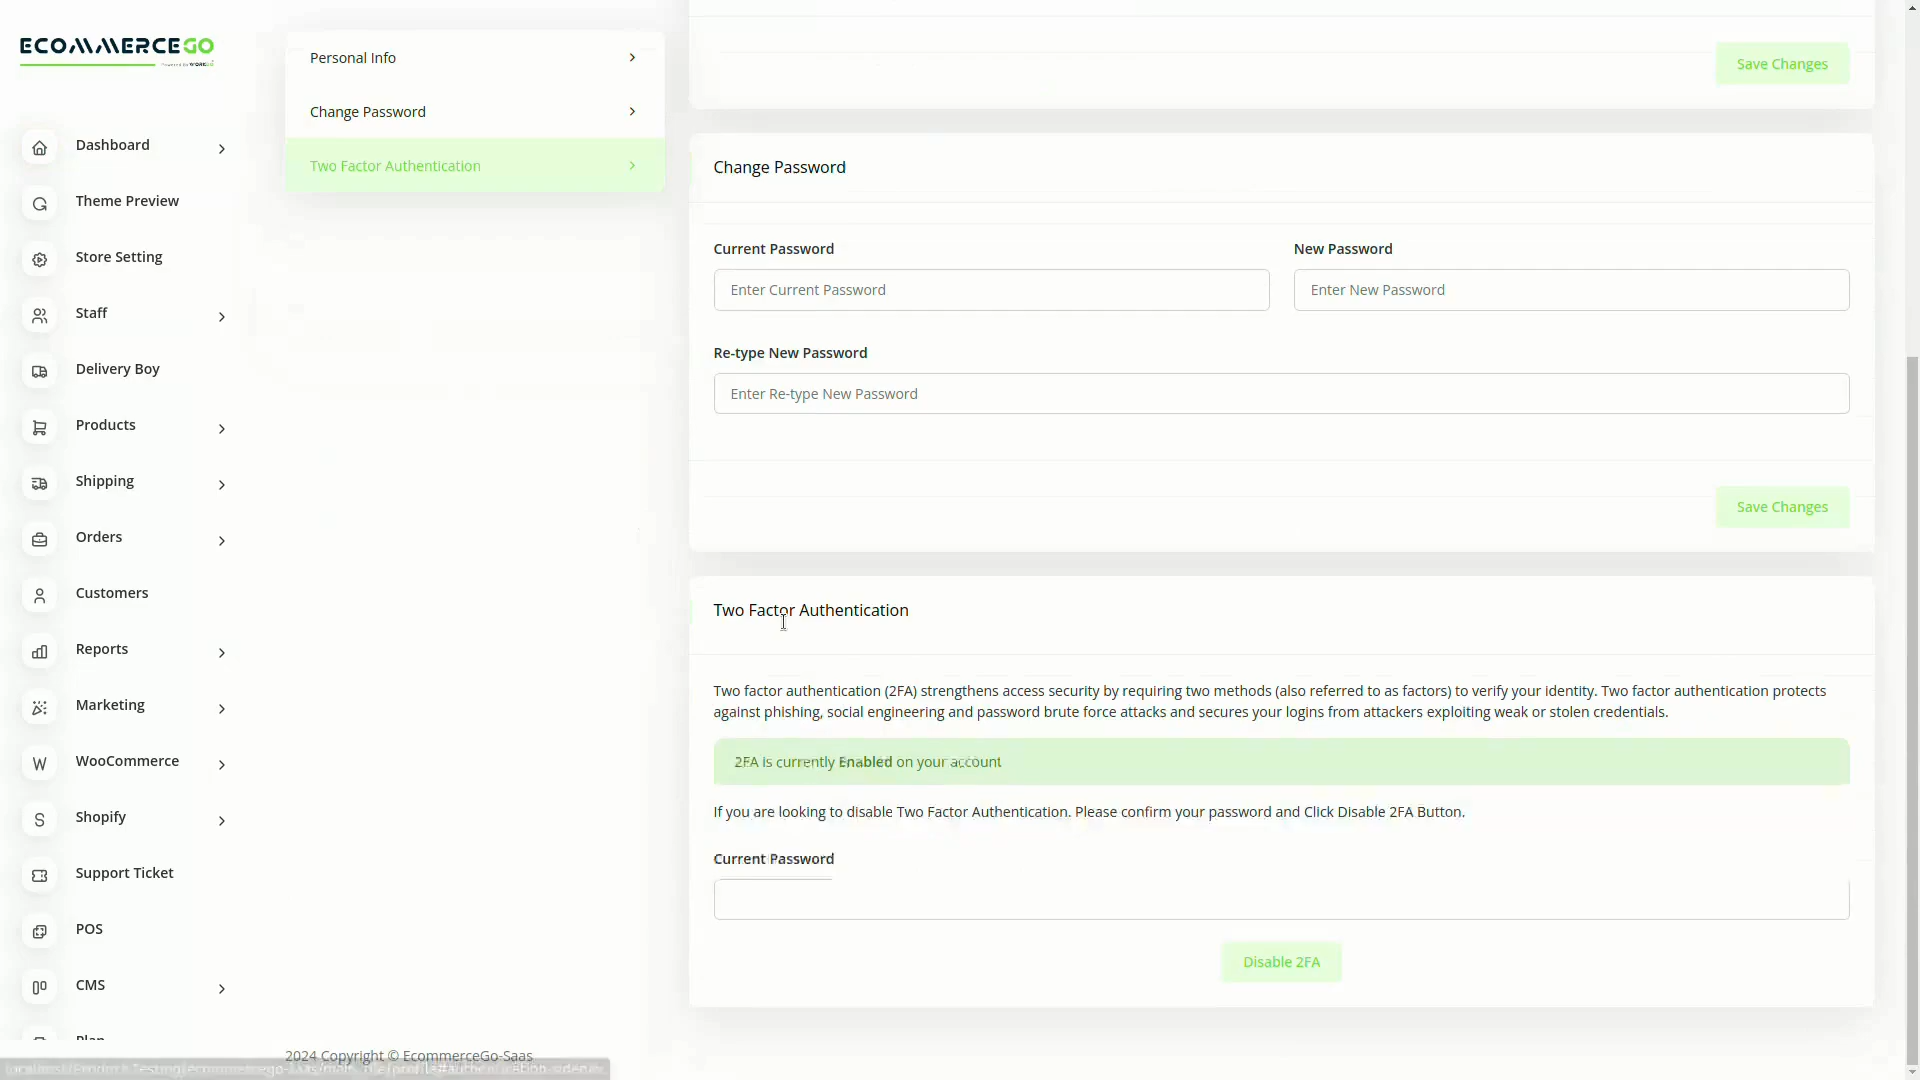 ECOMMERCEGO
Powered by WORKGO
Dashboard
Theme Preview
Store Setting
Staff
Delivery Boy
Products
Shipping
Orders
Customers
Reports
Marketing
WooCommerce
Shopify
Support Ticket
POS
CMS
Plan
Personal Info
Change Password
Two Factor Authentication
Save Changes
Change Password
Current Password
New Password
Enter Current Password
Enter New Password
Re-type New Password
Enter Re-type New Password
Save Changes
Two Factor Authentication
Two factor authentication (2FA) strengthens access security by requiring two methods (also referred to as factors) to verify your identity. Two factor authentication protects
against phishing, social engineering and password brute force attacks and secures your logins from attackers exploiting weak or stolen credentials.
2FA is currently Enabled on your account
If you are looking to disable Two Factor Authentication. Please confirm your password and Click Disable 2FA Button.
Current Password
Disable 2FA
2024 Copyright © EcommerceGo-Saas